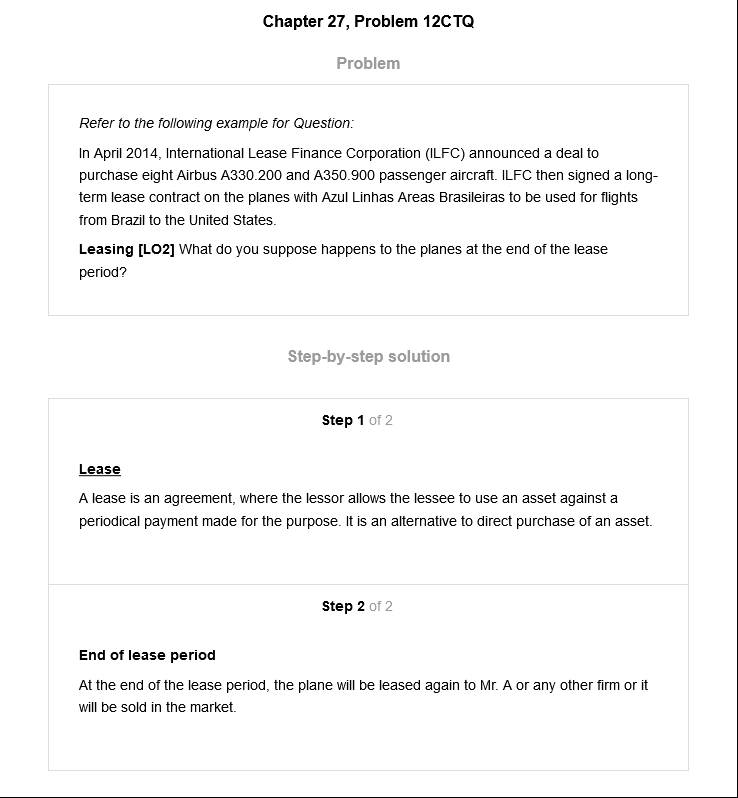 Chapter 27, Problem 12CTQ
Problem
Refer to the following example for Question:
In April 2014, International Lease Finance Corporation (ILFC) announced a deal to
purchase eight Airbus A330.200 and A350.900 passenger aircraft. ILFC then signed a long-
term lease contract on the planes with Azul Linhas Areas Brasileiras to be used for flights
from Brazil to the United States.
Leasing [LO2] What do you suppose happens to the planes at the end of the lease
period?
Step-by-step solution
Step 1 of 2
Lease
A lease is an agreement, where the lessor allows the lessee to use an asset against a
periodical payment made for the purpose. It is an alternative to direct purchase of an asset.
Step 2 of 2
End of lease period
At the end of the lease period, the plane will be leased again to Mr. A or any other firm or it
will be sold in the market.